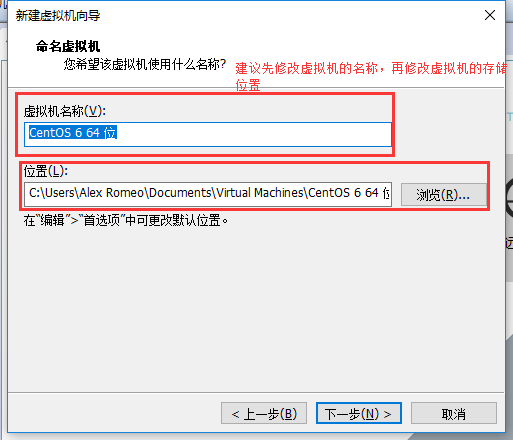 新建虚拟机向导
命名虚拟机
您希望该虚拟机使用什么名称?
建议先修改虚拟机的名称，再修改虚拟机的存储
位置
虚拟机名称(V):
CentOS 6 64 位
位置(L):
C:\Users\Alex Romeo\Documents\Virtual Machines\CentOS 6 64 位
浏览(R)...
在“编辑”>“首选项”中可更改默认位置。
< 上一步(B)
下一步(N) >
取消